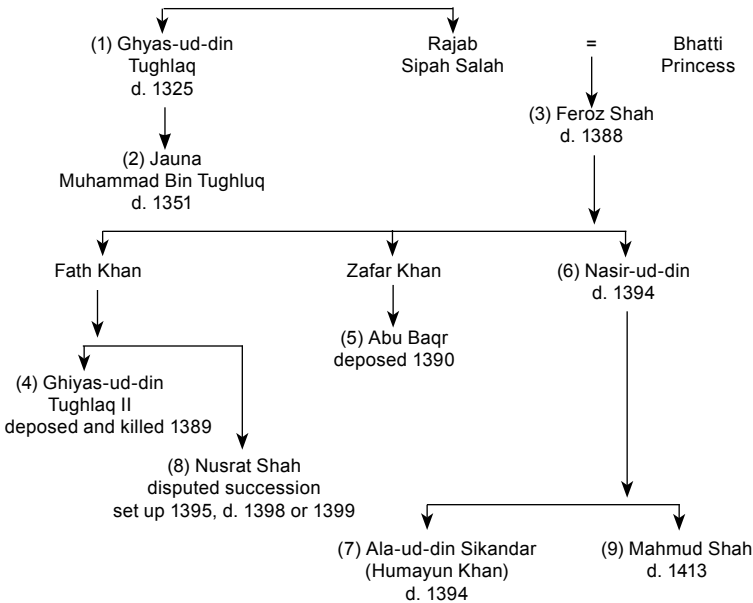 (1) Ghyas-ud-din
Tughlaq
d. 1325
Rajab
Sipah Salah
=
Bhatti
Princess
(3) Feroz Shah
d. 1388
(2) Jauna
Muhammad Bin Tughluq
d. 1351
Fath Khan
Zafar Khan
(6) Nasir-ud-din
d. 1394
(5) Abu Baqr
deposed 1390
(4) Ghiyas-ud-din
Tughlaq II
deposed and killed 1389
(8) Nusrat Shah
disputed succession
set up 1395, d. 1398 or 1399
(7) Ala-ud-din Sikandar
(Humayun Khan)
d. 1394
(9) Mahmud Shah
d. 1413